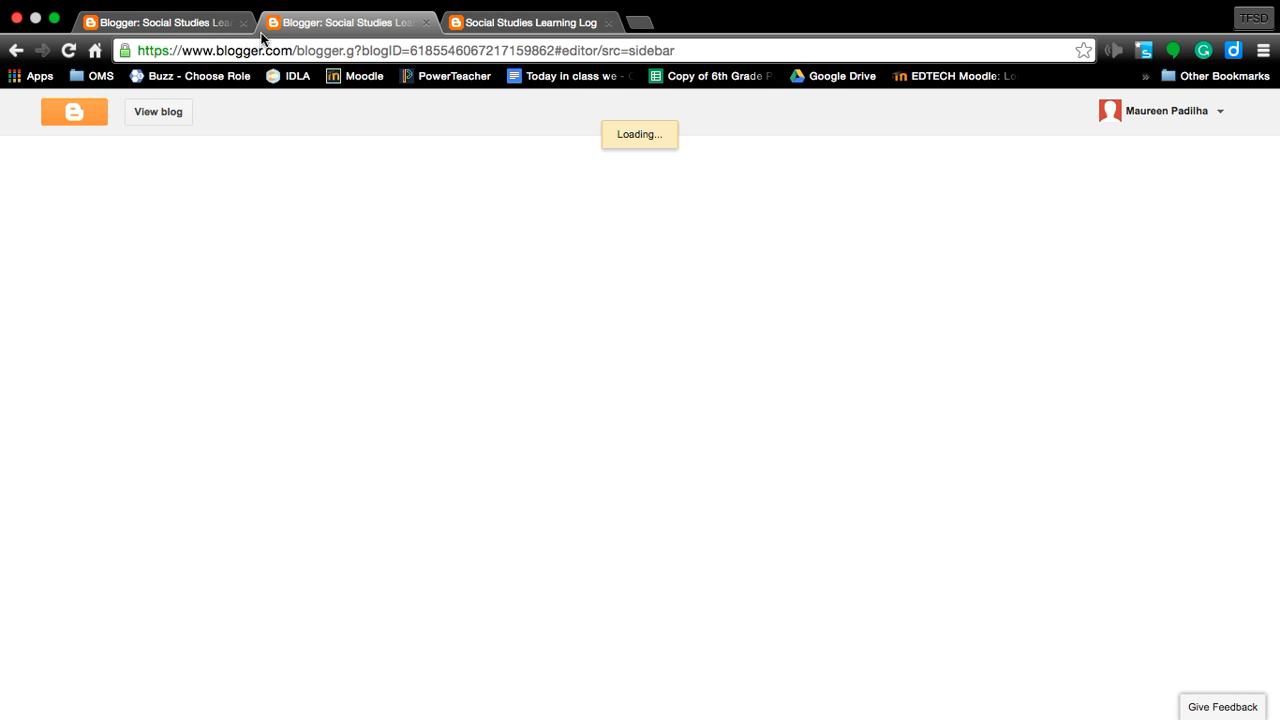 Blogger: Social Studies Lea
Blogger: Social Studies Lea
Social Studies Learning Log
TFSD
https://www.blogger.com/blogger.g?blogID=6185546067217159862#editor/src=sidebar
Apps
OMS
Buzz - Choose Role
IDLA
Moodle
PowerTeacher
Today in class we -
Copy of 6th Grade P
Google Drive
EDTECH Moodle: Lo
»
Other Bookmarks
View blog
Maureen Padilha
Loading...
Give Feedback